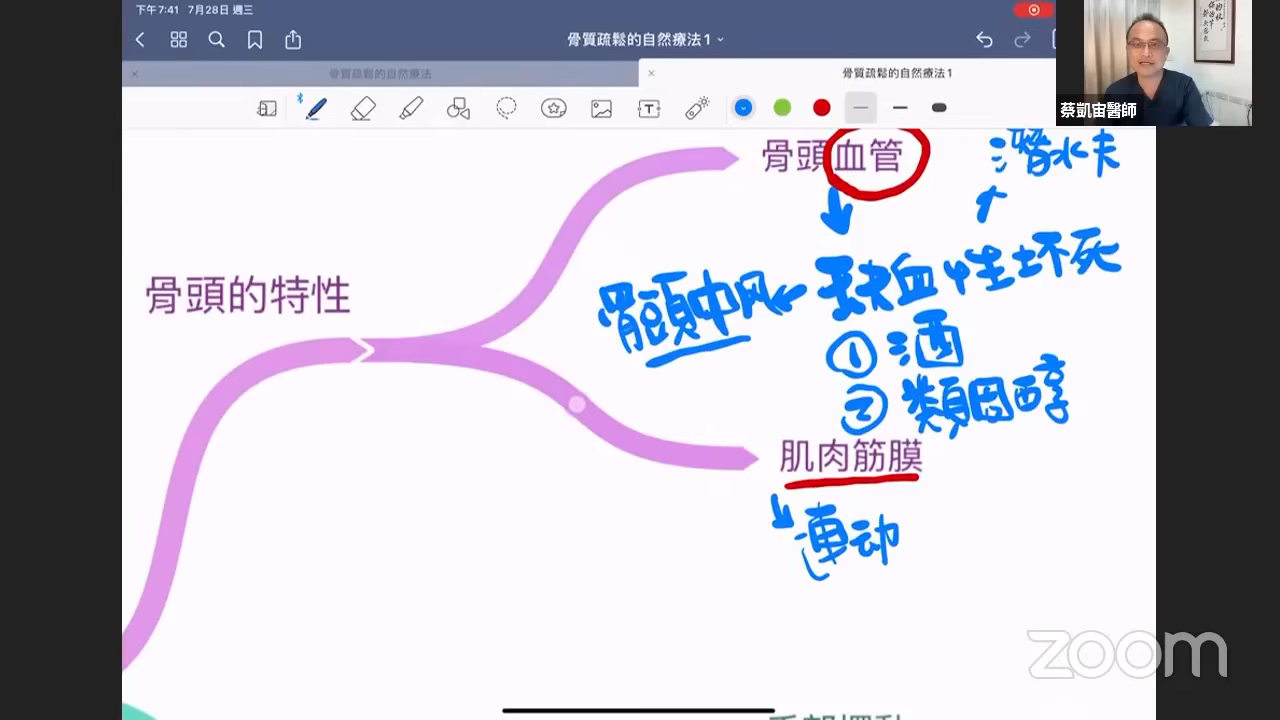 下午7:41 7月28日 週三
骨質疏鬆的自然療法1
骨質疏鬆的自然療法
骨質疏鬆的自然療法1
蔡凱宙醫師
骨頭血管
潛水夫
骨頭的特性
骨頭中风
缺血性坏死
①酒
②類固醇
肌肉筋膜
運动
zoom